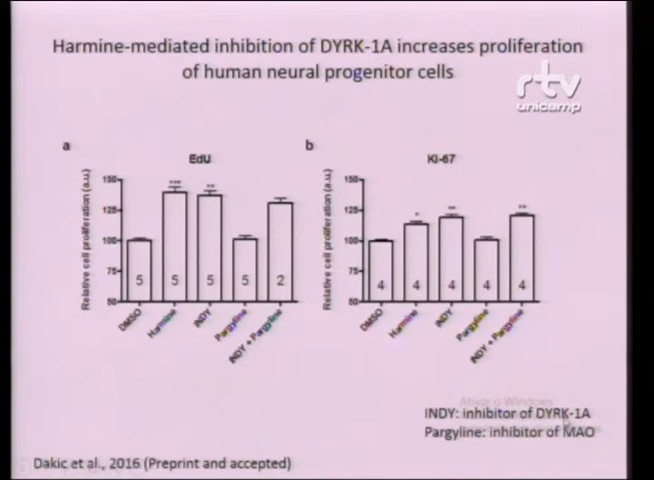 Harmine-mediated inhibition of DYRK-1A increases proliferation
of human neural progenitor cells
rtv
unicamp
a
EdU
Relative cell proliferation (a.u.)
150
125
100
75
50
***
**
5
5
5
5
2
DMSO
Harmine
INDY
Pargyline
INDY + Pargyline
b
Ki-67
Relative cell proliferation (a.u.)
150
125
100
75
50
*
**
**
4
4
4
4
4
DMSO
Harmine
INDY
Pargyline
INDY + Pargyline
Ativar o Windows
INDY: inhibitor of DYRK-1A
Pargyline: inhibitor of MAO
Dakic et al., 2016 (Preprint and accepted)